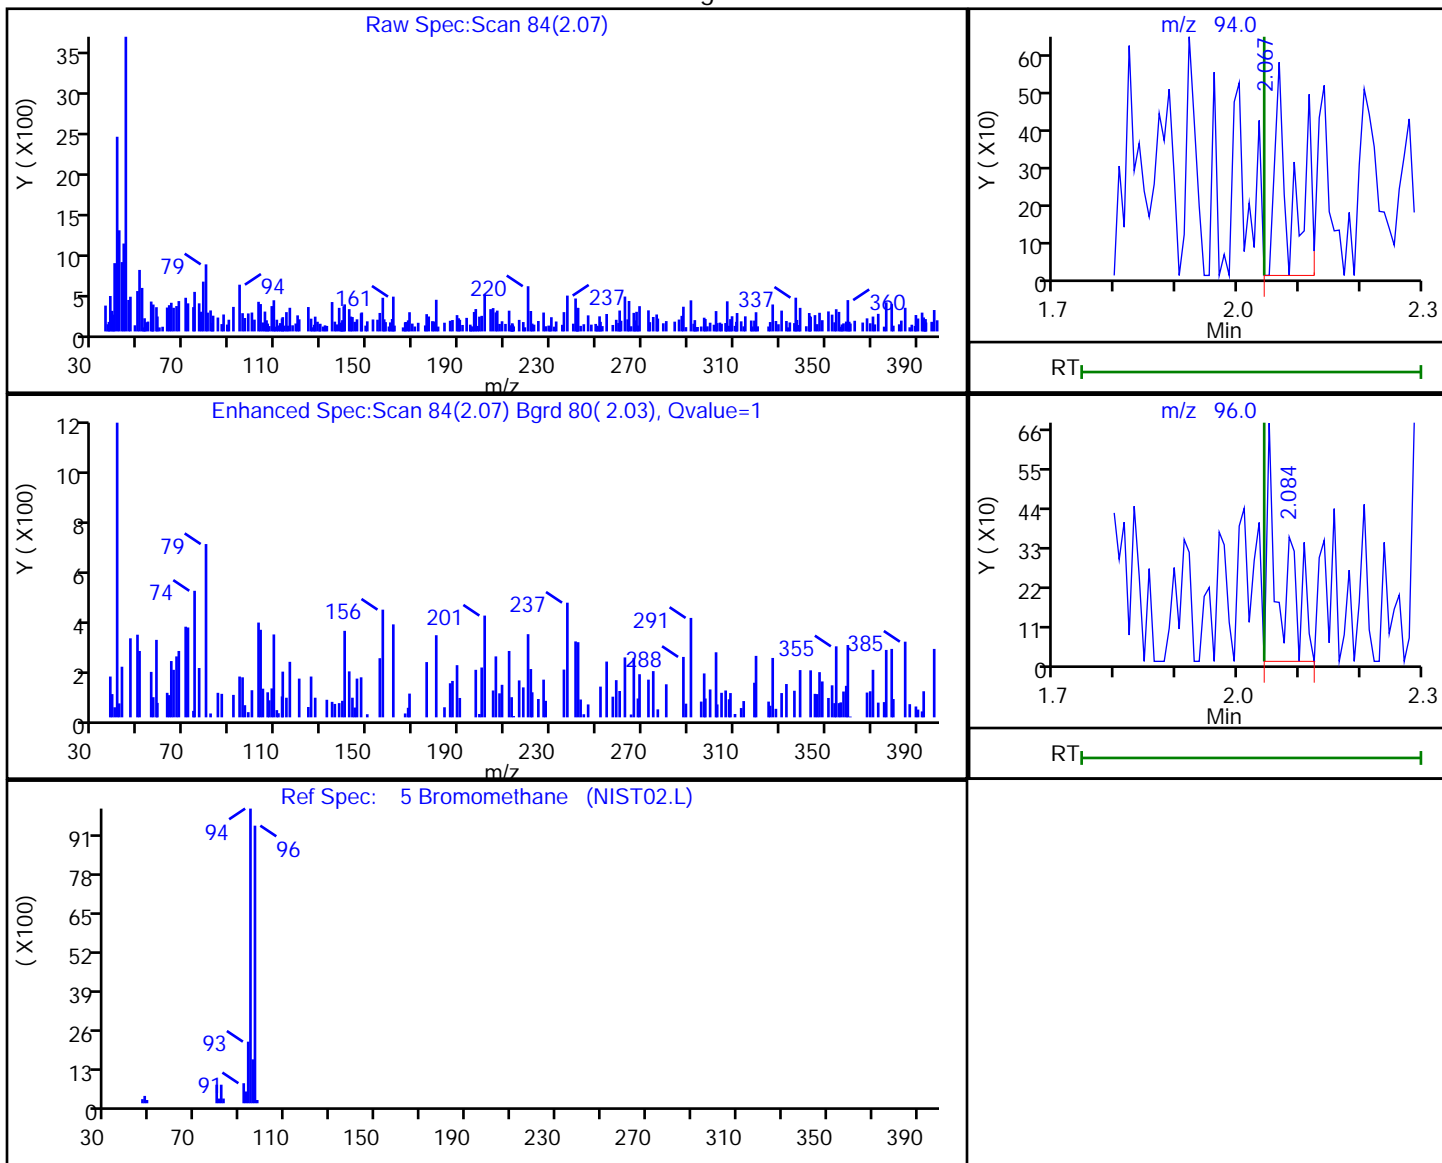 Raw Spec:Scan 84(2.07)
Y ( X100)
35
30
25
20
15
10
5
0
79
94
161
220
237
337
360
30 70 110 150 190 230 270 310 350 390
m/z
m/z 94.0
Y ( X10)
60
50
40
30
20
10
0
2.067
1.7 2.0 2.3
Min
RT
Enhanced Spec:Scan 84(2.07) Bgrd 80( 2.03), Qvalue=1
Y ( X100)
12
10
8
6
4
2
0
79
74
156
201
237
291
288
355
385
30 70 110 150 190 230 270 310 350 390
m/z
m/z 96.0
Y ( X10)
66
55
44
33
22
11
0
2.084
1.7 2.0 2.3
Min
RT
Ref Spec: 5 Bromomethane (NIST02.L)
( X100)
91
78
65
52
39
26
13
0
94
96
93
91
30 70 110 150 190 230 270 310 350 390